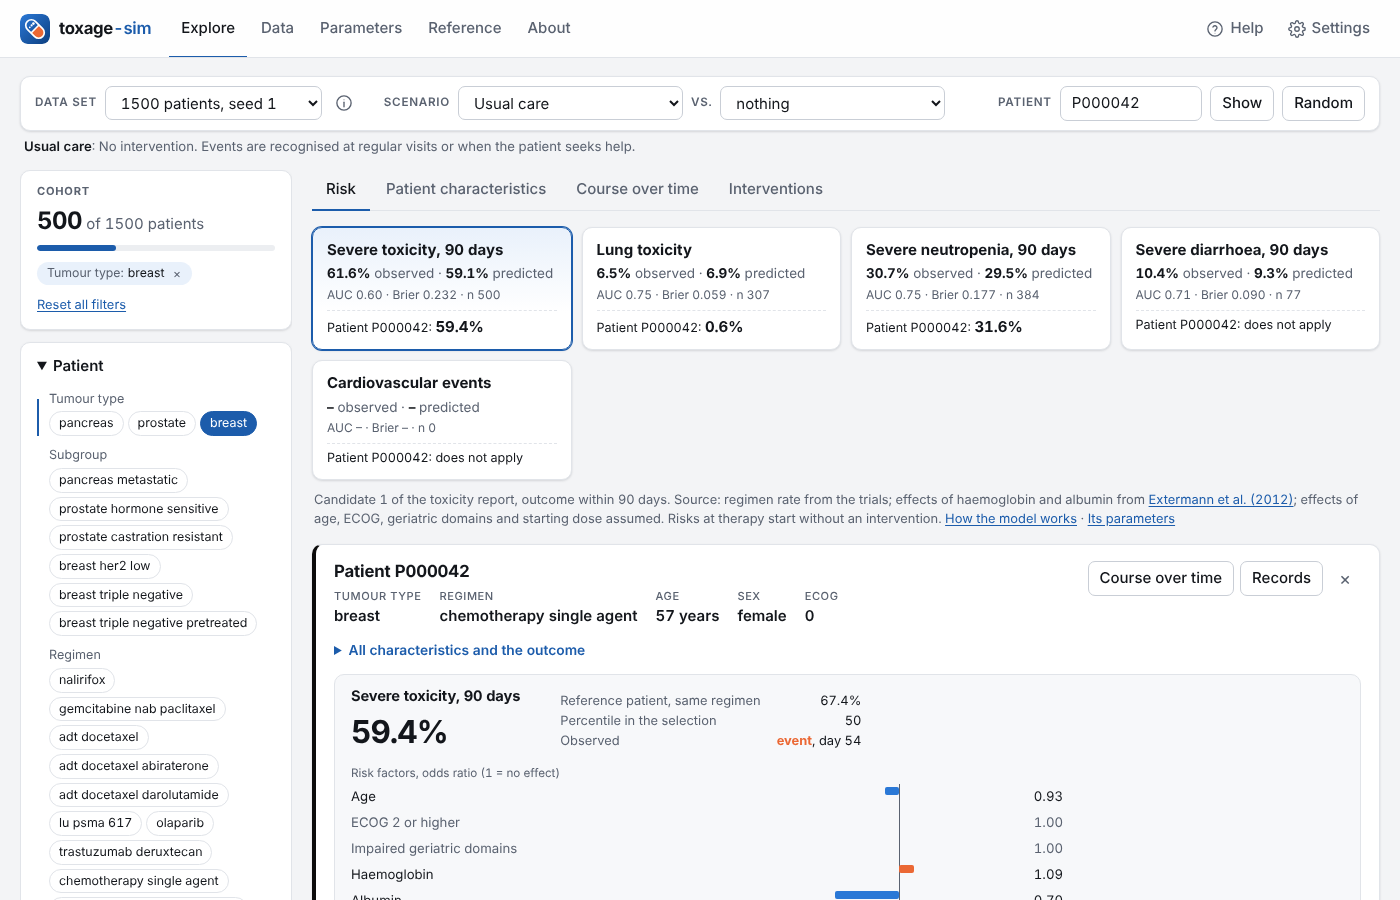 toxage-sim
Explore
Data
Parameters
Reference
About
Help
Settings
DATA SET
1500 patients, seed 1
SCENARIO
Usual care
VS.
nothing
PATIENT
P000042
Show
Random
Usual care: No intervention. Events are recognised at regular visits or when the patient seeks help.
COHORT
500 of 1500 patients
Tumour type: breast ×
Reset all filters
Patient
Tumour type
pancreas
prostate
breast
Subgroup
pancreas metastatic
prostate hormone sensitive
prostate castration resistant
breast her2 low
breast triple negative
breast triple negative pretreated
Regimen
nalirifox
gemcitabine nab paclitaxel
adt docetaxel
adt docetaxel abiraterone
adt docetaxel darolutamide
lu psma 617
olaparib
trastuzumab deruxtecan
chemotherapy single agent
Risk
Patient characteristics
Course over time
Interventions
Severe toxicity, 90 days
61.6% observed · 59.1% predicted
AUC 0.60 · Brier 0.232 · n 500
Patient P000042: 59.4%
Lung toxicity
6.5% observed · 6.9% predicted
AUC 0.75 · Brier 0.059 · n 307
Patient P000042: 0.6%
Severe neutropenia, 90 days
30.7% observed · 29.5% predicted
AUC 0.75 · Brier 0.177 · n 384
Patient P000042: 31.6%
Severe diarrhoea, 90 days
10.4% observed · 9.3% predicted
AUC 0.71 · Brier 0.090 · n 77
Patient P000042: does not apply
Cardiovascular events
– observed · – predicted
AUC – · Brier – · n 0
Patient P000042: does not apply
Candidate 1 of the toxicity report, outcome within 90 days. Source: regimen rate from the trials; effects of haemoglobin and albumin from Extermann et al. (2012); effects of
age, ECOG, geriatric domains and starting dose assumed. Risks at therapy start without an intervention. How the model works · Its parameters
Patient P000042
Course over time
Records
×
TUMOUR TYPE
breast
REGIMEN
chemotherapy single agent
AGE
57 years
SEX
female
ECOG
0
All characteristics and the outcome
Severe toxicity, 90 days
59.4%
Reference patient, same regimen 67.4%
Percentile in the selection 50
Observed event, day 54
Risk factors, odds ratio (1 = no effect)
Age 0.93
ECOG 2 or higher 1.00
Impaired geriatric domains 1.00
Haemoglobin 1.09
Albumin 0.70